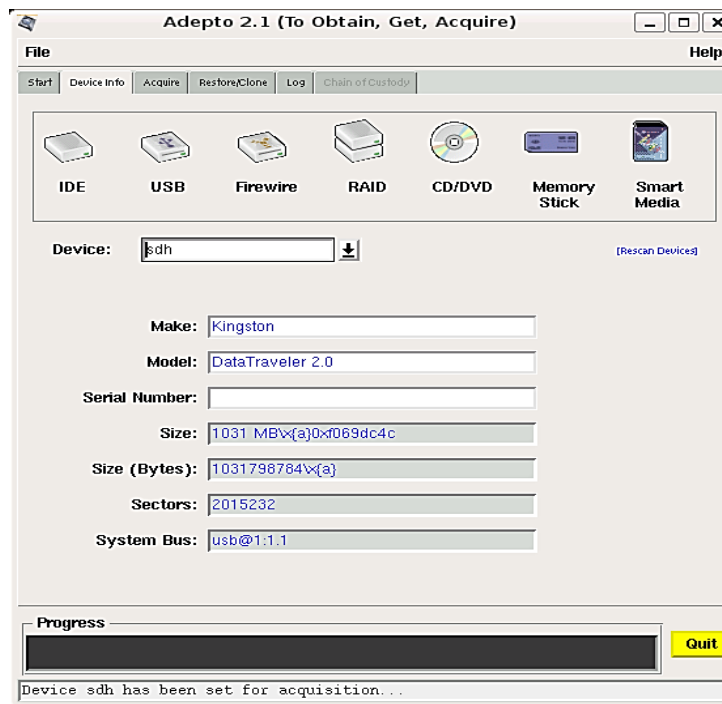 Adepto 2.1 (To Obtain, Get, Acquire)
File Help
Start Device Info Acquire Restore/Clone Log Chain of Custody
IDE USB Firewire RAID CD/DVD Memory Stick Smart Media
Device: sdh [Rescan Devices]
Make: Kingston
Model: DataTraveler 2.0
Serial Number:
Size: 1031 MB\x{a}0xf069dc4c
Size (Bytes): 1031798784\x{a}
Sectors: 2015232
System Bus: usb@1:1.1
Progress
Quit
Device sdh has been set for acquisition...